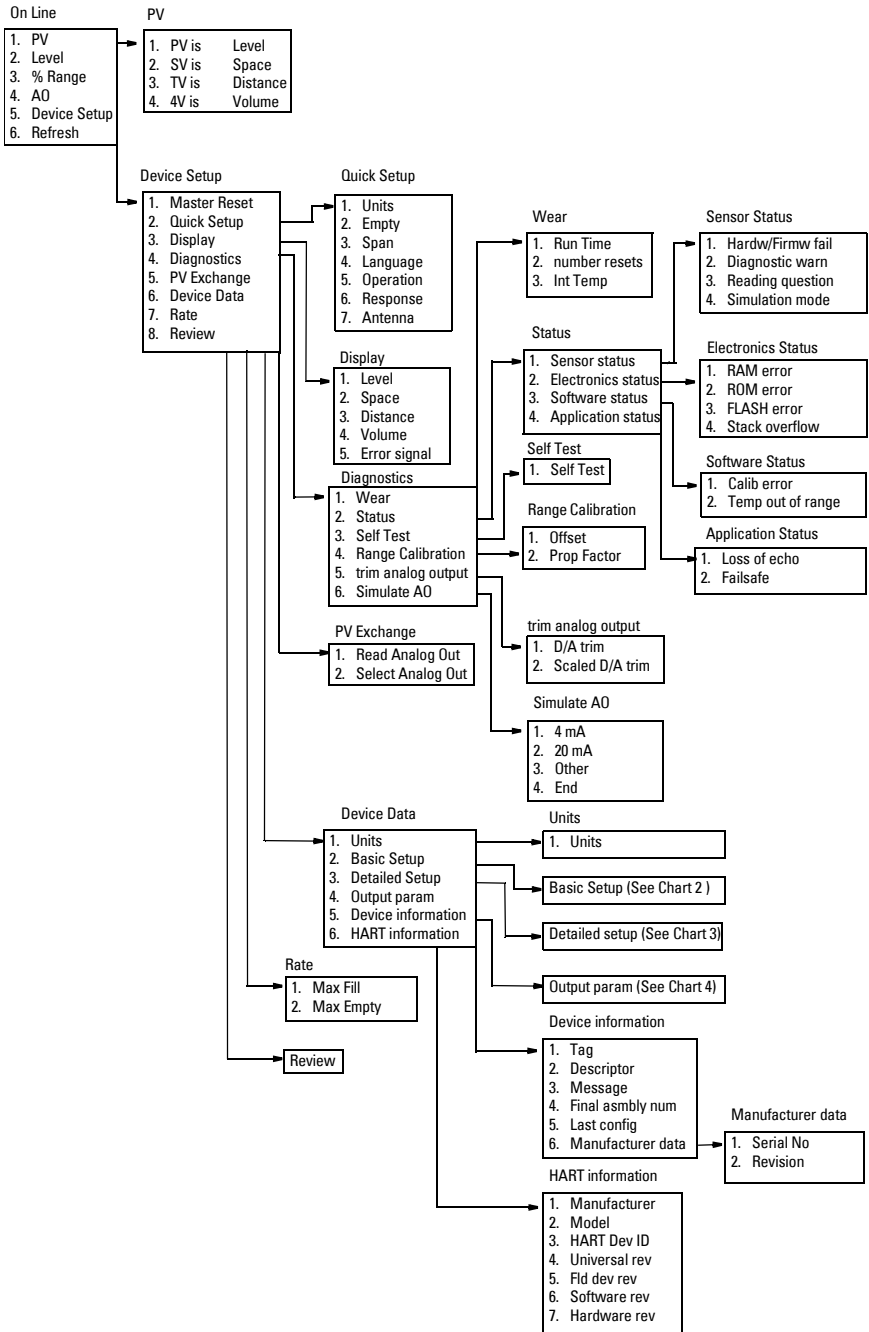 On Line
1. PV
2. Level
3. % Range
4. AO
5. Device Setup
6. Refresh
PV
1. PV is Level
2. SV is Space
3. TV is Distance
4. 4V is Volume
Device Setup
1. Master Reset
2. Quick Setup
3. Display
4. Diagnostics
5. PV Exchange
6. Device Data
7. Rate
8. Review
Quick Setup
1. Units
2. Empty
3. Span
4. Language
5. Operation
6. Response
7. Antenna
Display
1. Level
2. Space
3. Distance
4. Volume
5. Error signal
Diagnostics
1. Wear
2. Status
3. Self Test
4. Range Calibration
5. trim analog output
6. Simulate AO
PV Exchange
1. Read Analog Out
2. Select Analog Out
Wear
1. Run Time
2. number resets
3. Int Temp
Status
1. Sensor status
2. Electronics status
3. Software status
4. Application status
Self Test
1. Self Test
Range Calibration
1. Offset
2. Prop Factor
trim analog output
1. D/A trim
2. Scaled D/A trim
Simulate AO
1. 4 mA
2. 20 mA
3. Other
4. End
Sensor Status
1. Hardw/Firmw fail
2. Diagnostic warn
3. Reading question
4. Simulation mode
Electronics Status
1. RAM error
2. ROM error
3. FLASH error
4. Stack overflow
Software Status
1. Calib error
2. Temp out of range
Application Status
1. Loss of echo
2. Failsafe
Device Data
1. Units
2. Basic Setup
3. Detailed Setup
4. Output param
5. Device information
6. HART information
Rate
1. Max Fill
2. Max Empty
Review
Units
1. Units
Basic Setup (See Chart 2 )
Detailed setup (See Chart 3)
Output param (See Chart 4)
Device information
1. Tag
2. Descriptor
3. Message
4. Final asmbly num
5. Last config
6. Manufacturer data
Manufacturer data
1. Serial No
2. Revision
HART information
1. Manufacturer
2. Model
3. HART Dev ID
4. Universal rev
5. Fld dev rev
6. Software rev
7. Hardware rev